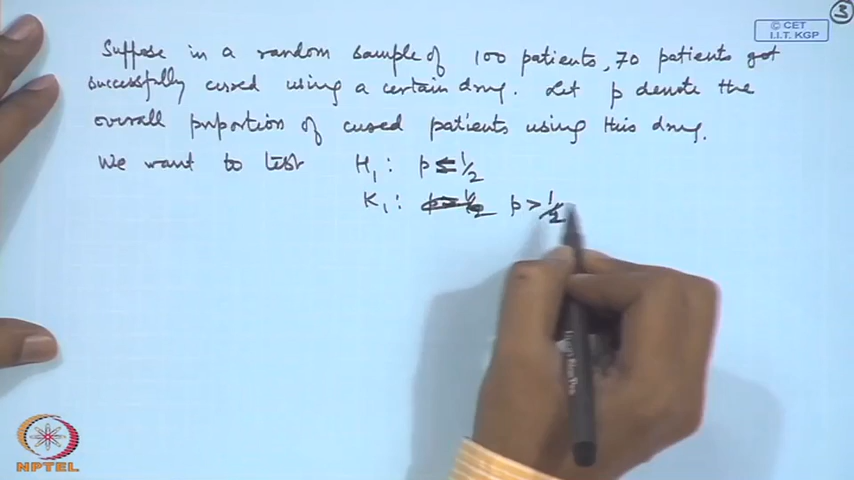 3
© CET
I.I.T. KGP
Suppose in a random sample of 100 patients, 70 patients got
successfully cured using a certain drug. Let p denote the
overall proportion of cured patients using this drug.
We want to test H₁: p ≤ 1/2
K₁: p > 1/2
NPTEL